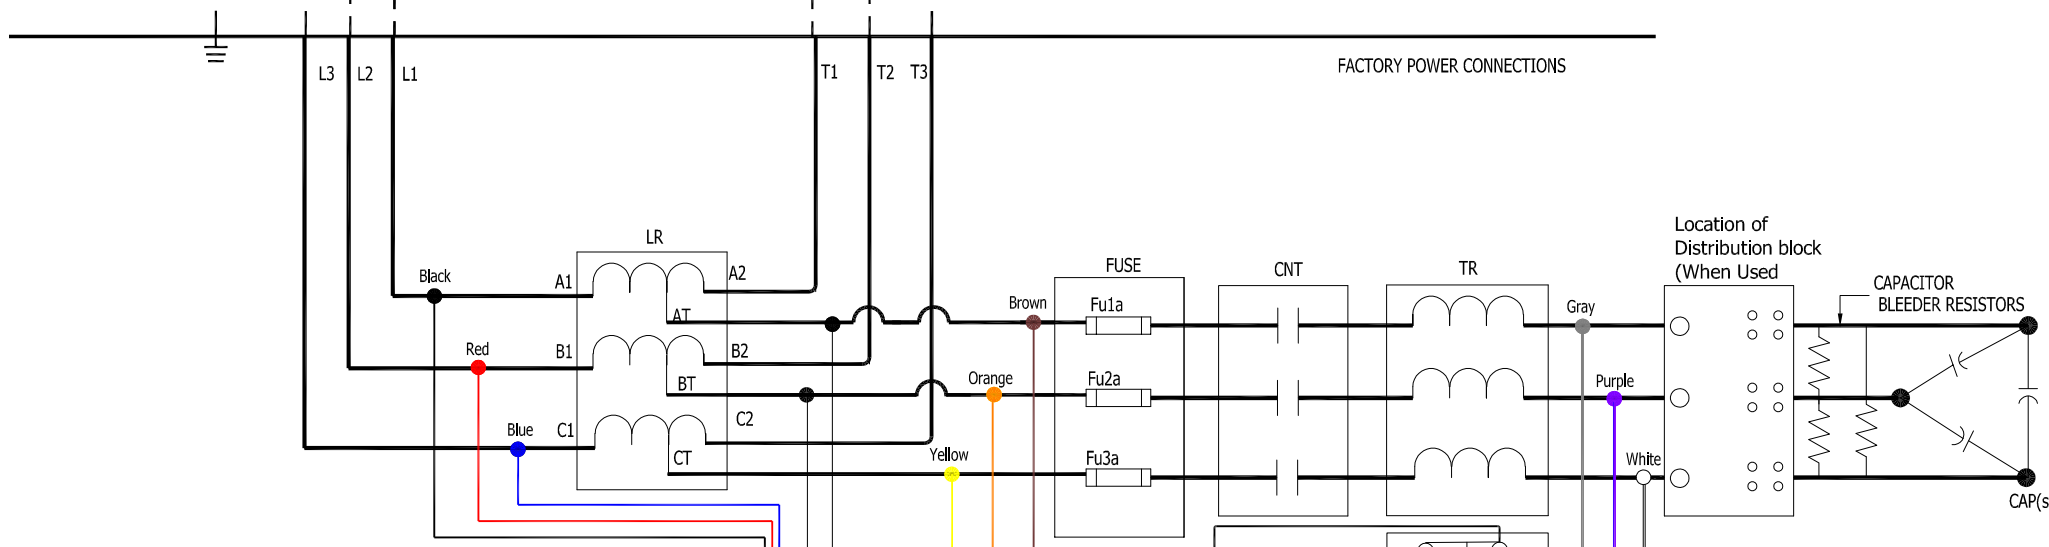 L3 L2 L1 T1 T2 T3
FACTORY POWER CONNECTIONS
LR
Location of
Distribution block
(When Used
Black
A1
A2
FUSE
CNT
TR
CAPACITOR
BLEEDER RESISTORS
AT
Brown
Fu1a
Gray
Red
B1
B2
BT
Orange
Fu2a
Purple
Blue
C1
C2
CT
Yellow
Fu3a
White
CAP(s